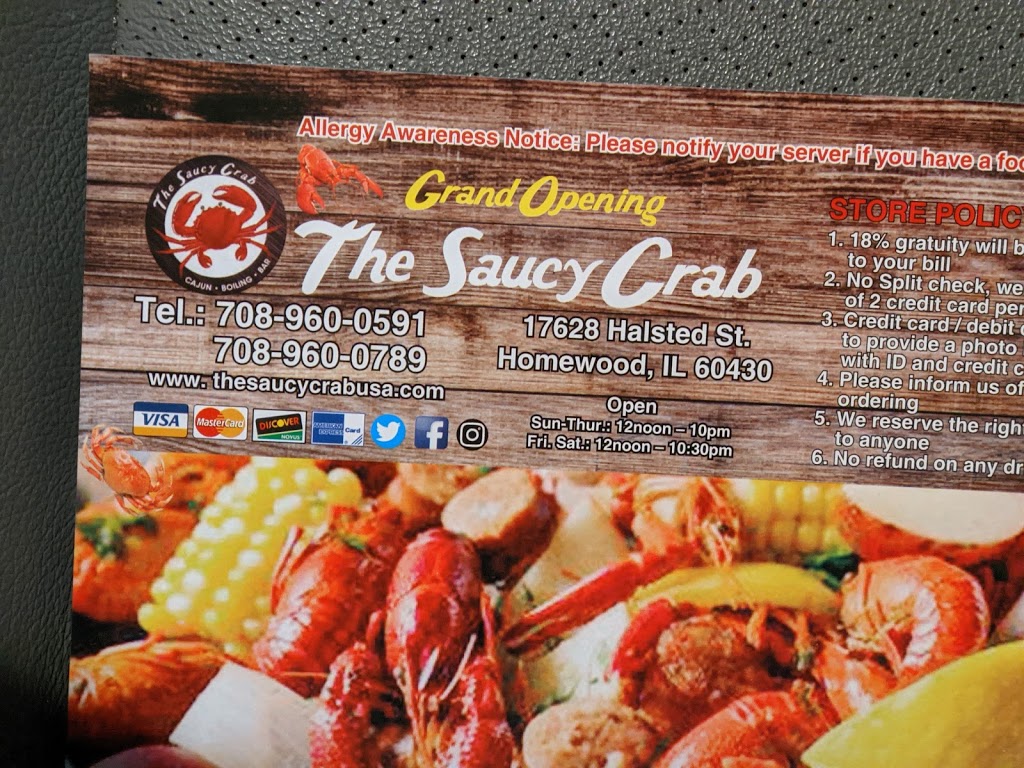 Allergy Awareness Notice: Please notify your server if you have a
The Saucy Crab
CAJUN • BOILING • BAR
Grand Opening
The Saucy Crab
Tel.: 708-960-0591
708-960-0789
www. thesaucycrabusa.com
VISA
MasterCard
DISCOVER
NOVUS
AMERICAN EXPRESS Card
17628 Halsted St.
Homewood, IL 60430
Open
Sun-Thur.: 12noon – 10pm
Fri. Sat.: 12noon – 10:30pm
STORE
1. 18% gratuity will
to your bill
2. No Split check, we
of 2 credit card
3. Credit card / debit
to provide a photo
with ID and credit
4. Please inform us of
ordering
5. We reserve the right
to anyone
6. No refund on any